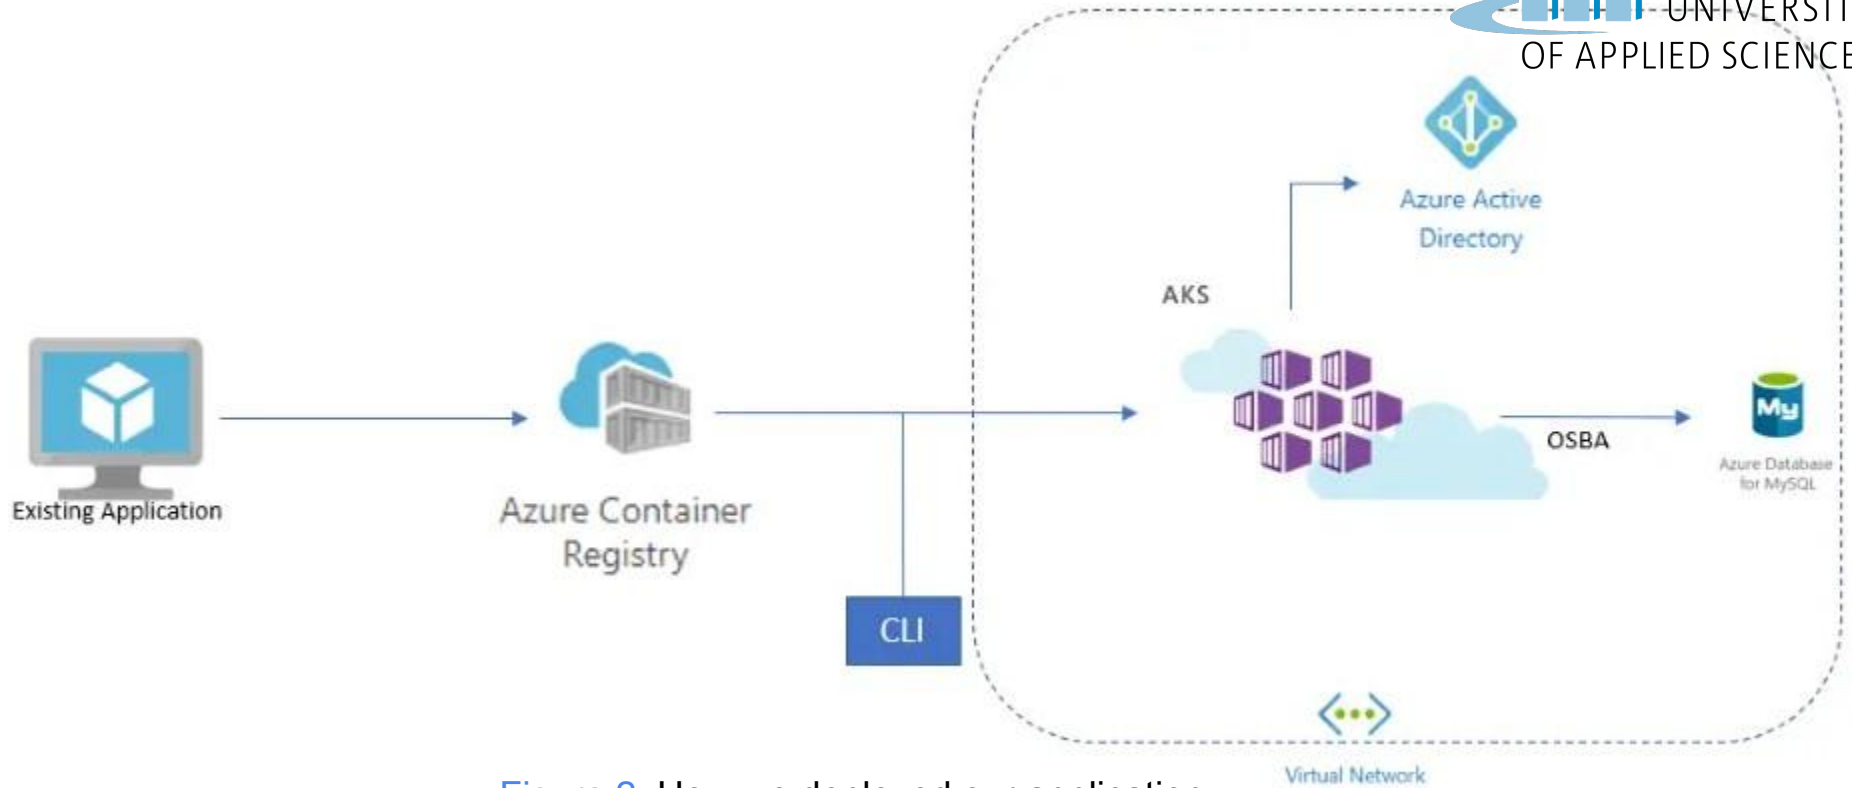 OF APPLIED SCIENCE
Azure Active
Directory
AKS
Existing Application
Azure Container
Registry
CLI
OSBA
My
Azure Database
for MySQL
Virtual Network